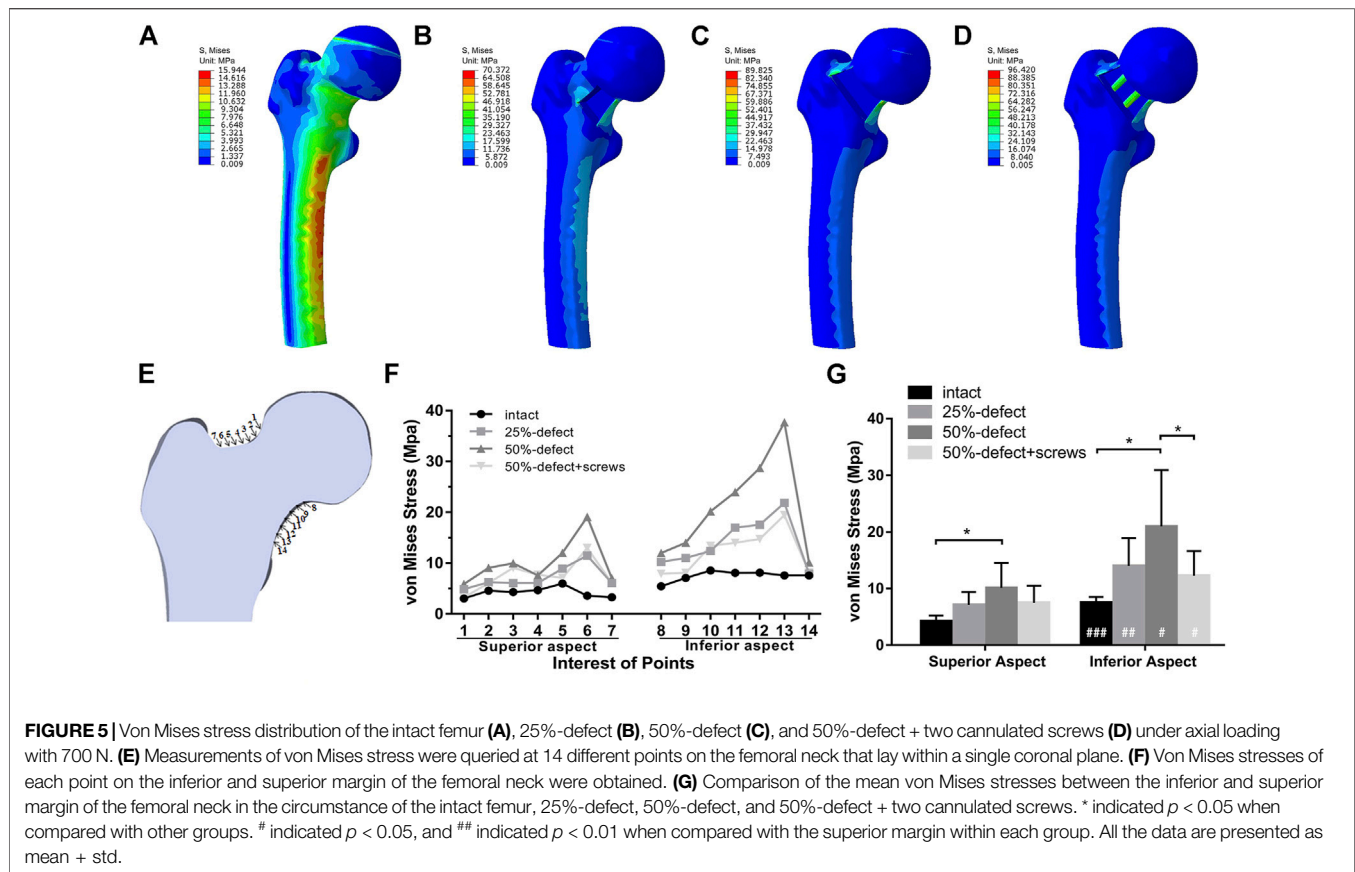 A
S, Mises
Unit: MPa
15.944
14.616
13.288
11.960
10.632
9.304
7.976
6.648
5.321
3.993
2.665
1.337
0.009
B
S, Mises
Unit: MPa
70.372
64.508
58.645
52.781
46.918
41.054
35.190
29.327
23.463
17.599
11.736
5.872
0.009
C
S, Mises
Unit: MPa
89.825
82.340
74.855
67.371
59.886
52.401
44.917
37.432
29.947
22.463
14.978
7.493
0.009
D
S, Mises
Unit: MPa
96.420
88.385
80.351
72.316
64.282
56.247
48.213
40.178
32.143
24.109
16.074
8.040
0.005
E
7 6 5 4 3 2 1
8
9
10
11
12
13
14
F
intact
25%-defect
50%-defect
50%-defect+screws
von Mises Stress (Mpa)
40
30
20
10
0
1 2 3 4 5 6 7 8 9 10 11 12 13 14
Superior aspect Inferior aspect
Interest of Points
G
intact
25%-defect
50%-defect
50%-defect+screws
von Mises Stress (Mpa)
40
30
20
10
0
* * *
### ## # #
Superior Aspect Inferior Aspect
FIGURE 5 | Von Mises stress distribution of the intact femur (A), 25%-defect (B), 50%-defect (C), and 50%-defect + two cannulated screws (D) under axial loading
with 700 N. (E) Measurements of von Mises stress were queried at 14 different points on the femoral neck that lay within a single coronal plane. (F) Von Mises stresses of
each point on the inferior and superior margin of the femoral neck were obtained. (G) Comparison of the mean von Mises stresses between the inferior and superior
margin of the femoral neck in the circumstance of the intact femur, 25%-defect, 50%-defect, and 50%-defect + two cannulated screws. * indicated p < 0.05 when
compared with other groups. # indicated p < 0.05, and ## indicated p < 0.01 when compared with the superior margin within each group. All the data are presented as
mean + std.